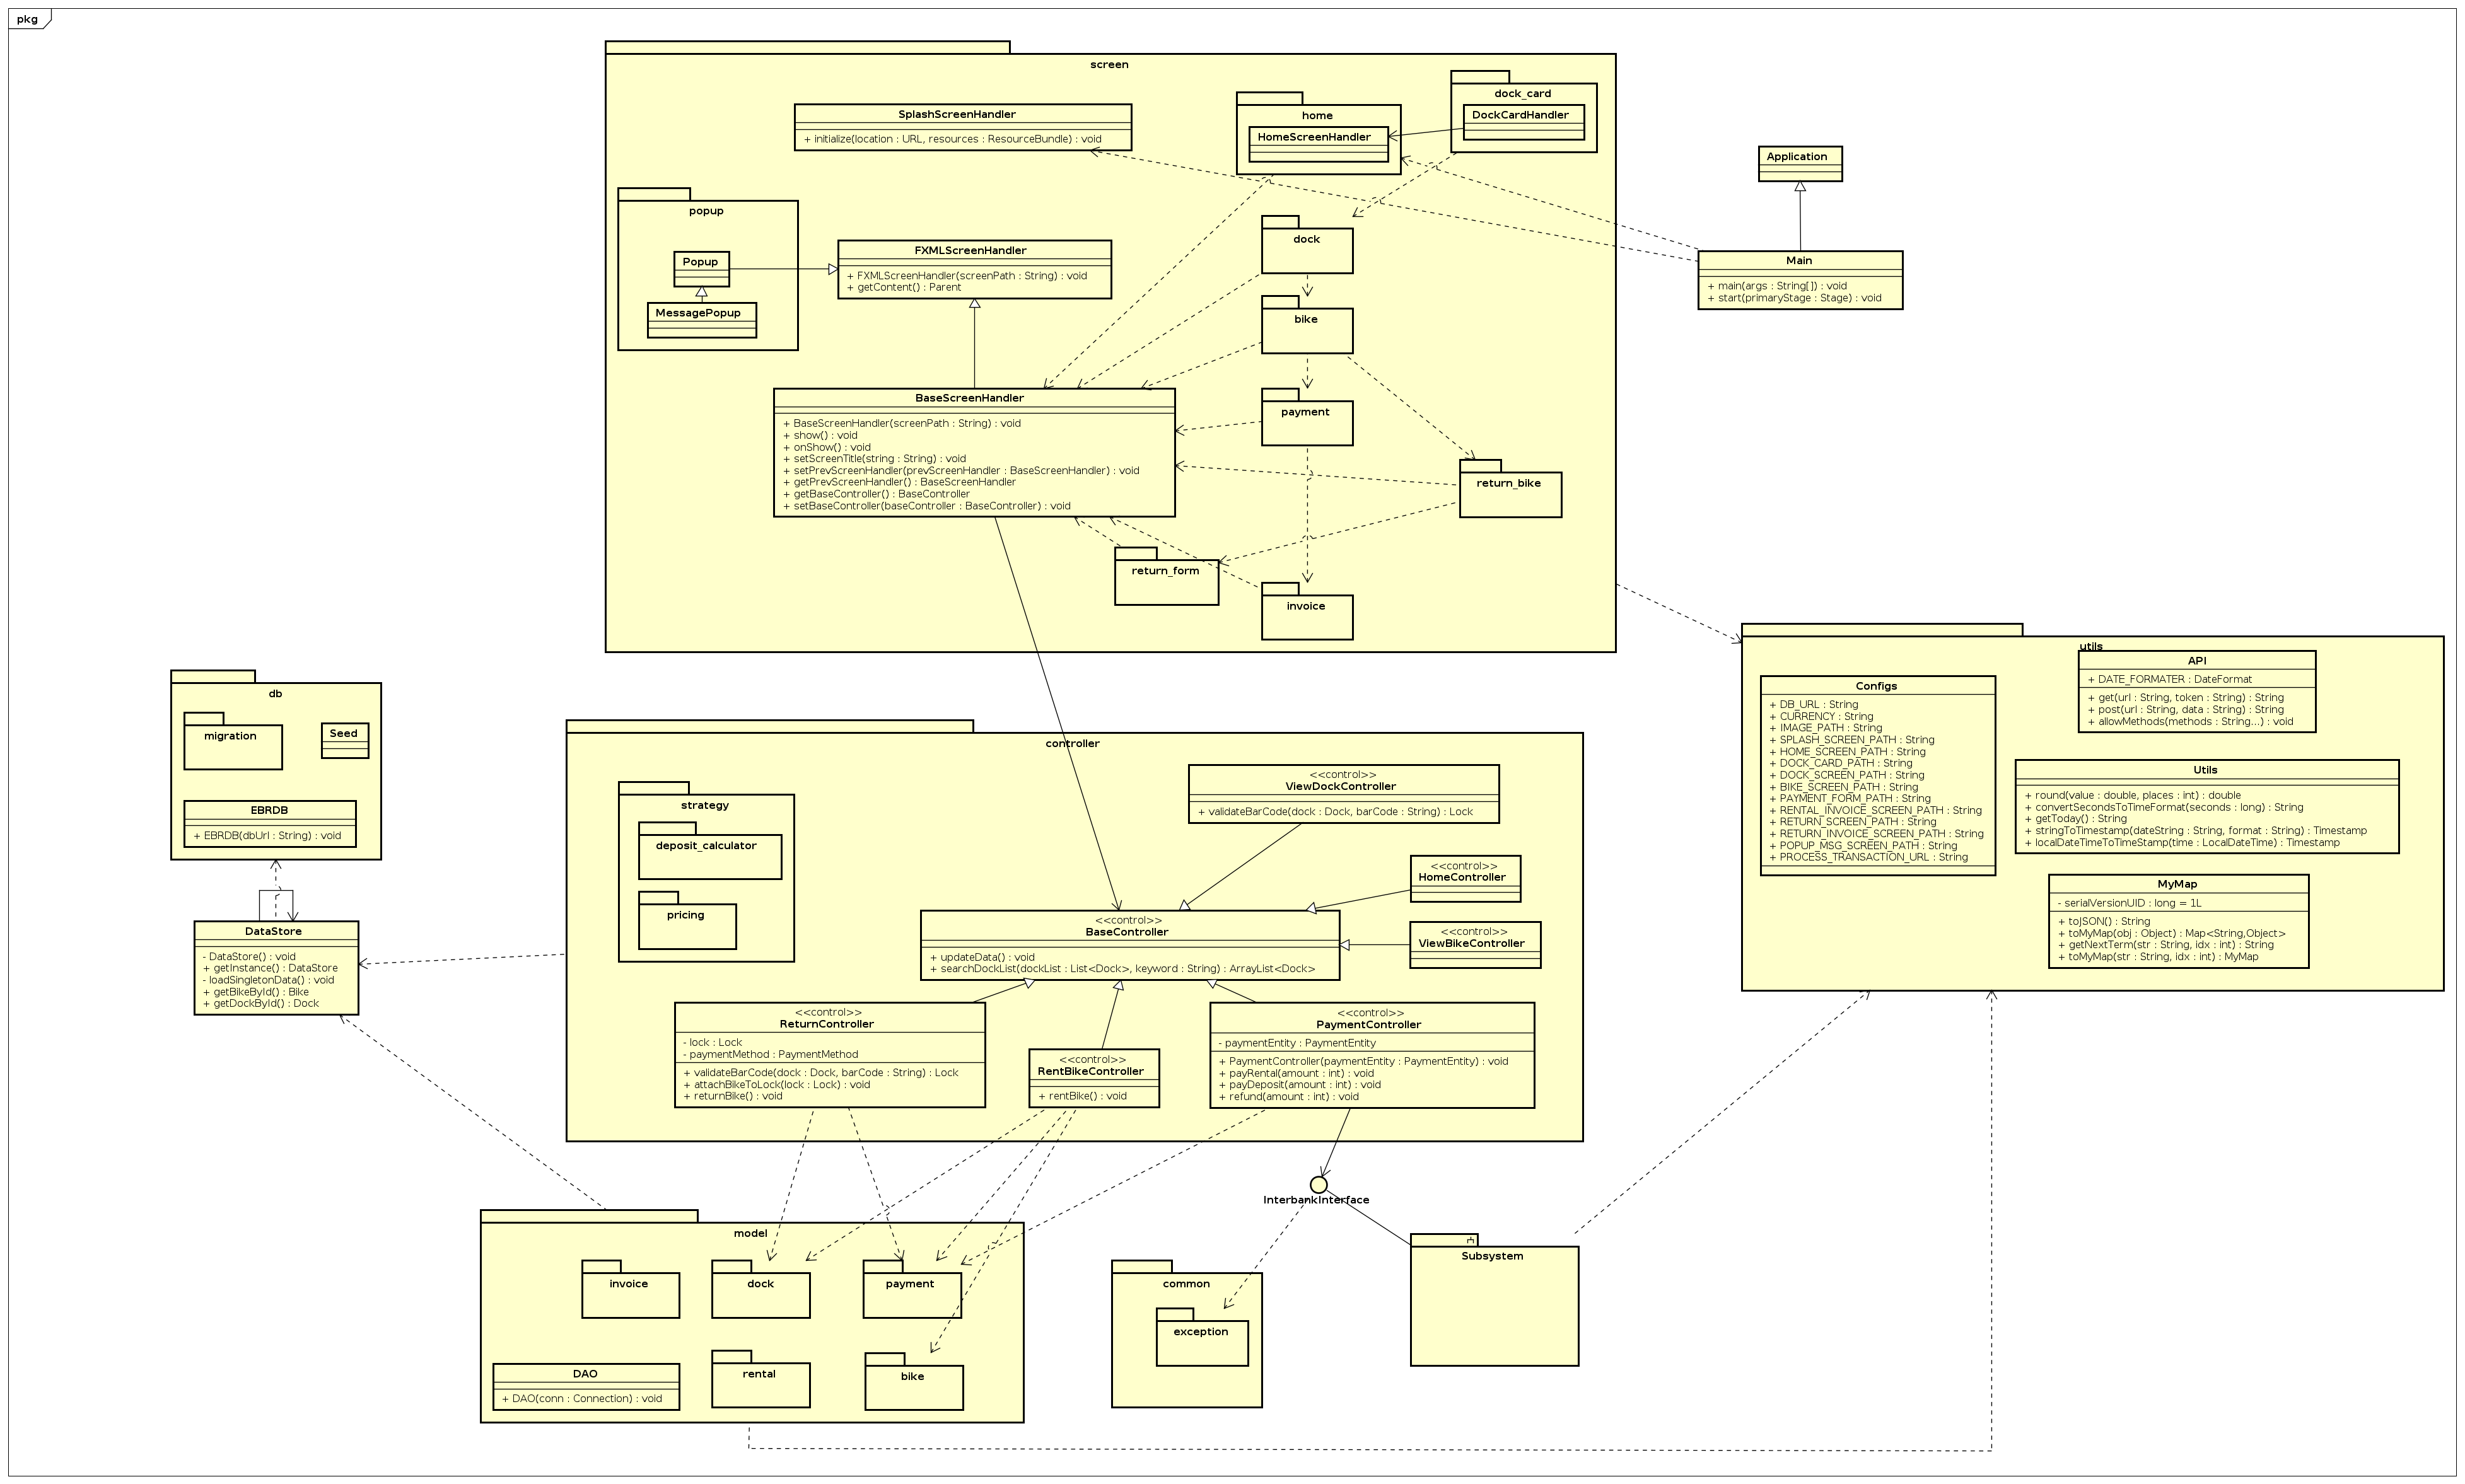 pkg
screen
SplashScreenHandler
+ initialize(location : URL, resources : ResourceBundle) : void
home
HomeScreenHandler
dock_card
DockCardHandler
popup
Popup
MessagePopup
FXMLScreenHandler
+ FXMLScreenHandler(screenPath : String) : void
+ getContent() : Parent
dock
bike
payment
return_bike
return_form
invoice
BaseScreenHandler
+ BaseScreenHandler(screenPath : String) : void
+ show() : void
+ onShow() : void
+ setScreenTitle(string : String) : void
+ setPrevScreenHandler(prevScreenHandler : BaseScreenHandler) : void
+ getPrevScreenHandler() : BaseScreenHandler
+ getBaseController() : BaseController
+ setBaseController(baseController : BaseController) : void
Application
Main
+ main(args : String[]) : void
+ start(primaryStage : Stage) : void
utils
Configs
+ DB_URL : String
+ CURRENCY : String
+ IMAGE_PATH : String
+ SPLASH_SCREEN_PATH : String
+ HOME_SCREEN_PATH : String
+ DOCK_CARD_PATH : String
+ DOCK_SCREEN_PATH : String
+ BIKE_SCREEN_PATH : String
+ PAYMENT_FORM_PATH : String
+ RENTAL_INVOICE_SCREEN_PATH : String
+ RETURN_SCREEN_PATH : String
+ RETURN_INVOICE_SCREEN_PATH : String
+ POPUP_MSG_SCREEN_PATH : String
+ PROCESS_TRANSACTION_URL : String
API
+ DATE_FORMATER : DateFormat
+ get(url : String, token : String) : String
+ post(url : String, data : String) : String
+ allowMethods(methods : String...) : void
Utils
+ round(value : double, places : int) : double
+ convertSecondsToTimeFormat(seconds : long) : String
+ getToday() : String
+ stringToTimestamp(dateString : String, format : String) : Timestamp
+ localDateTimeToTimeStamp(time : LocalDateTime) : Timestamp
MyMap
- serialVersionUID : long = 1L
+ toJSON() : String
+ toMyMap(obj : Object) : Map<String,Object>
+ getNextTerm(str : String, idx : int) : String
+ toMyMap(str : String, idx : int) : MyMap
db
migration
Seed
EBRDB
+ EBRDB(dbUrl : String) : void
DataStore
- DataStore() : void
+ getInstance() : DataStore
- loadSingletonData() : void
+ getBikeById() : Bike
+ getDockById() : Dock
controller
strategy
deposit_calculator
pricing
<<control>>
ViewDockController
+ validateBarCode(dock : Dock, barCode : String) : Lock
<<control>>
HomeController
<<control>>
ViewBikeController
<<control>>
BaseController
+ updateData() : void
+ searchDockList(dockList : List<Dock>, keyword : String) : ArrayList<Dock>
<<control>>
ReturnController
- lock : Lock
- paymentMethod : PaymentMethod
+ validateBarCode(dock : Dock, barCode : String) : Lock
+ attachBikeToLock(lock : Lock) : void
+ returnBike() : void
<<control>>
RentBikeController
+ rentBike() : void
<<control>>
PaymentController
- paymentEntity : PaymentEntity
+ PaymentController(paymentEntity : PaymentEntity) : void
+ payRental(amount : int) : void
+ payDeposit(amount : int) : void
+ refund(amount : int) : void
InterbankInterface
model
invoice
dock
payment
DAO
+ DAO(conn : Connection) : void
rental
bike
common
exception
Subsystem